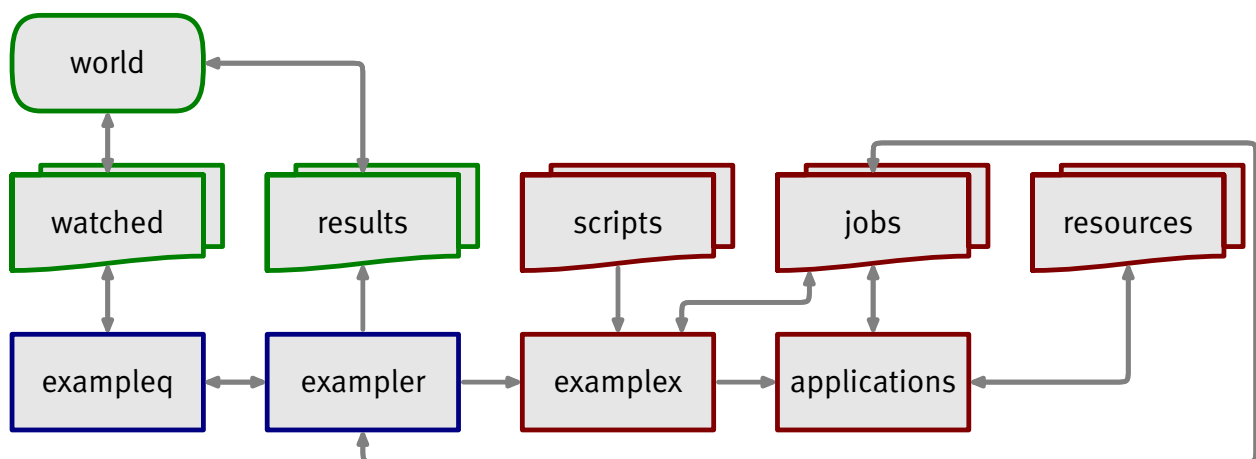 world
watched
results
scripts
jobs
resources
exampleq
exampler
examplex
applications